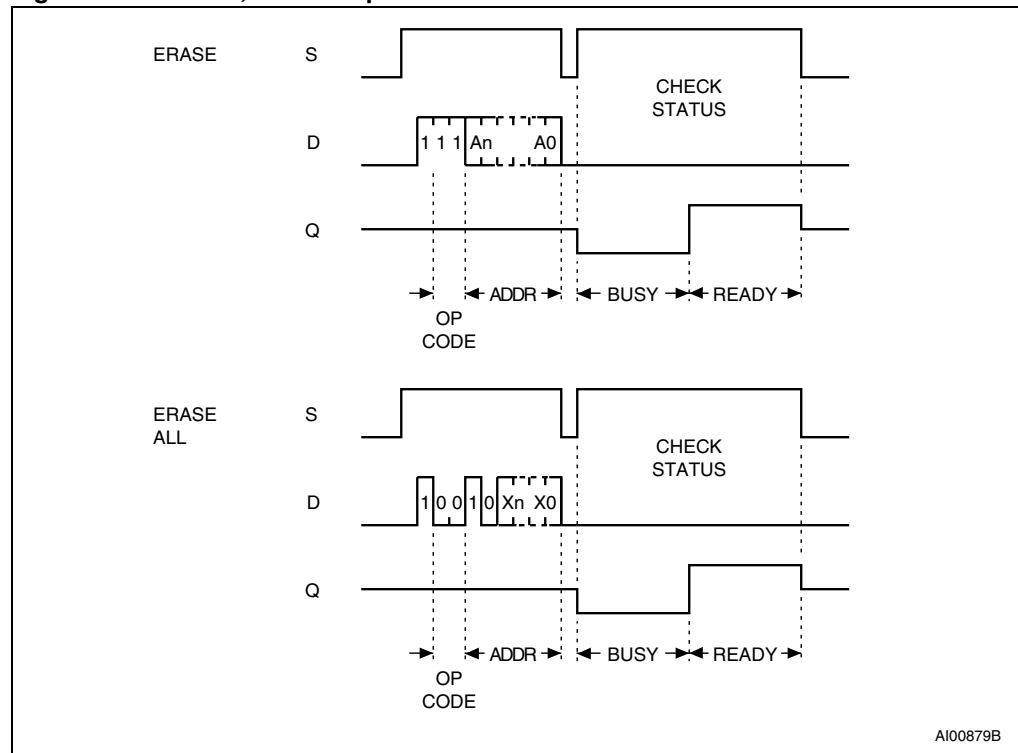 ERASE S
CHECK
STATUS
D 1 1 1 An A0
Q
ADDR BUSY READY
OP
CODE
ERASE
ALL S
CHECK
STATUS
D 1 0 0 1 0 Xn X0
Q
ADDR BUSY READY
OP
CODE
AI00879B